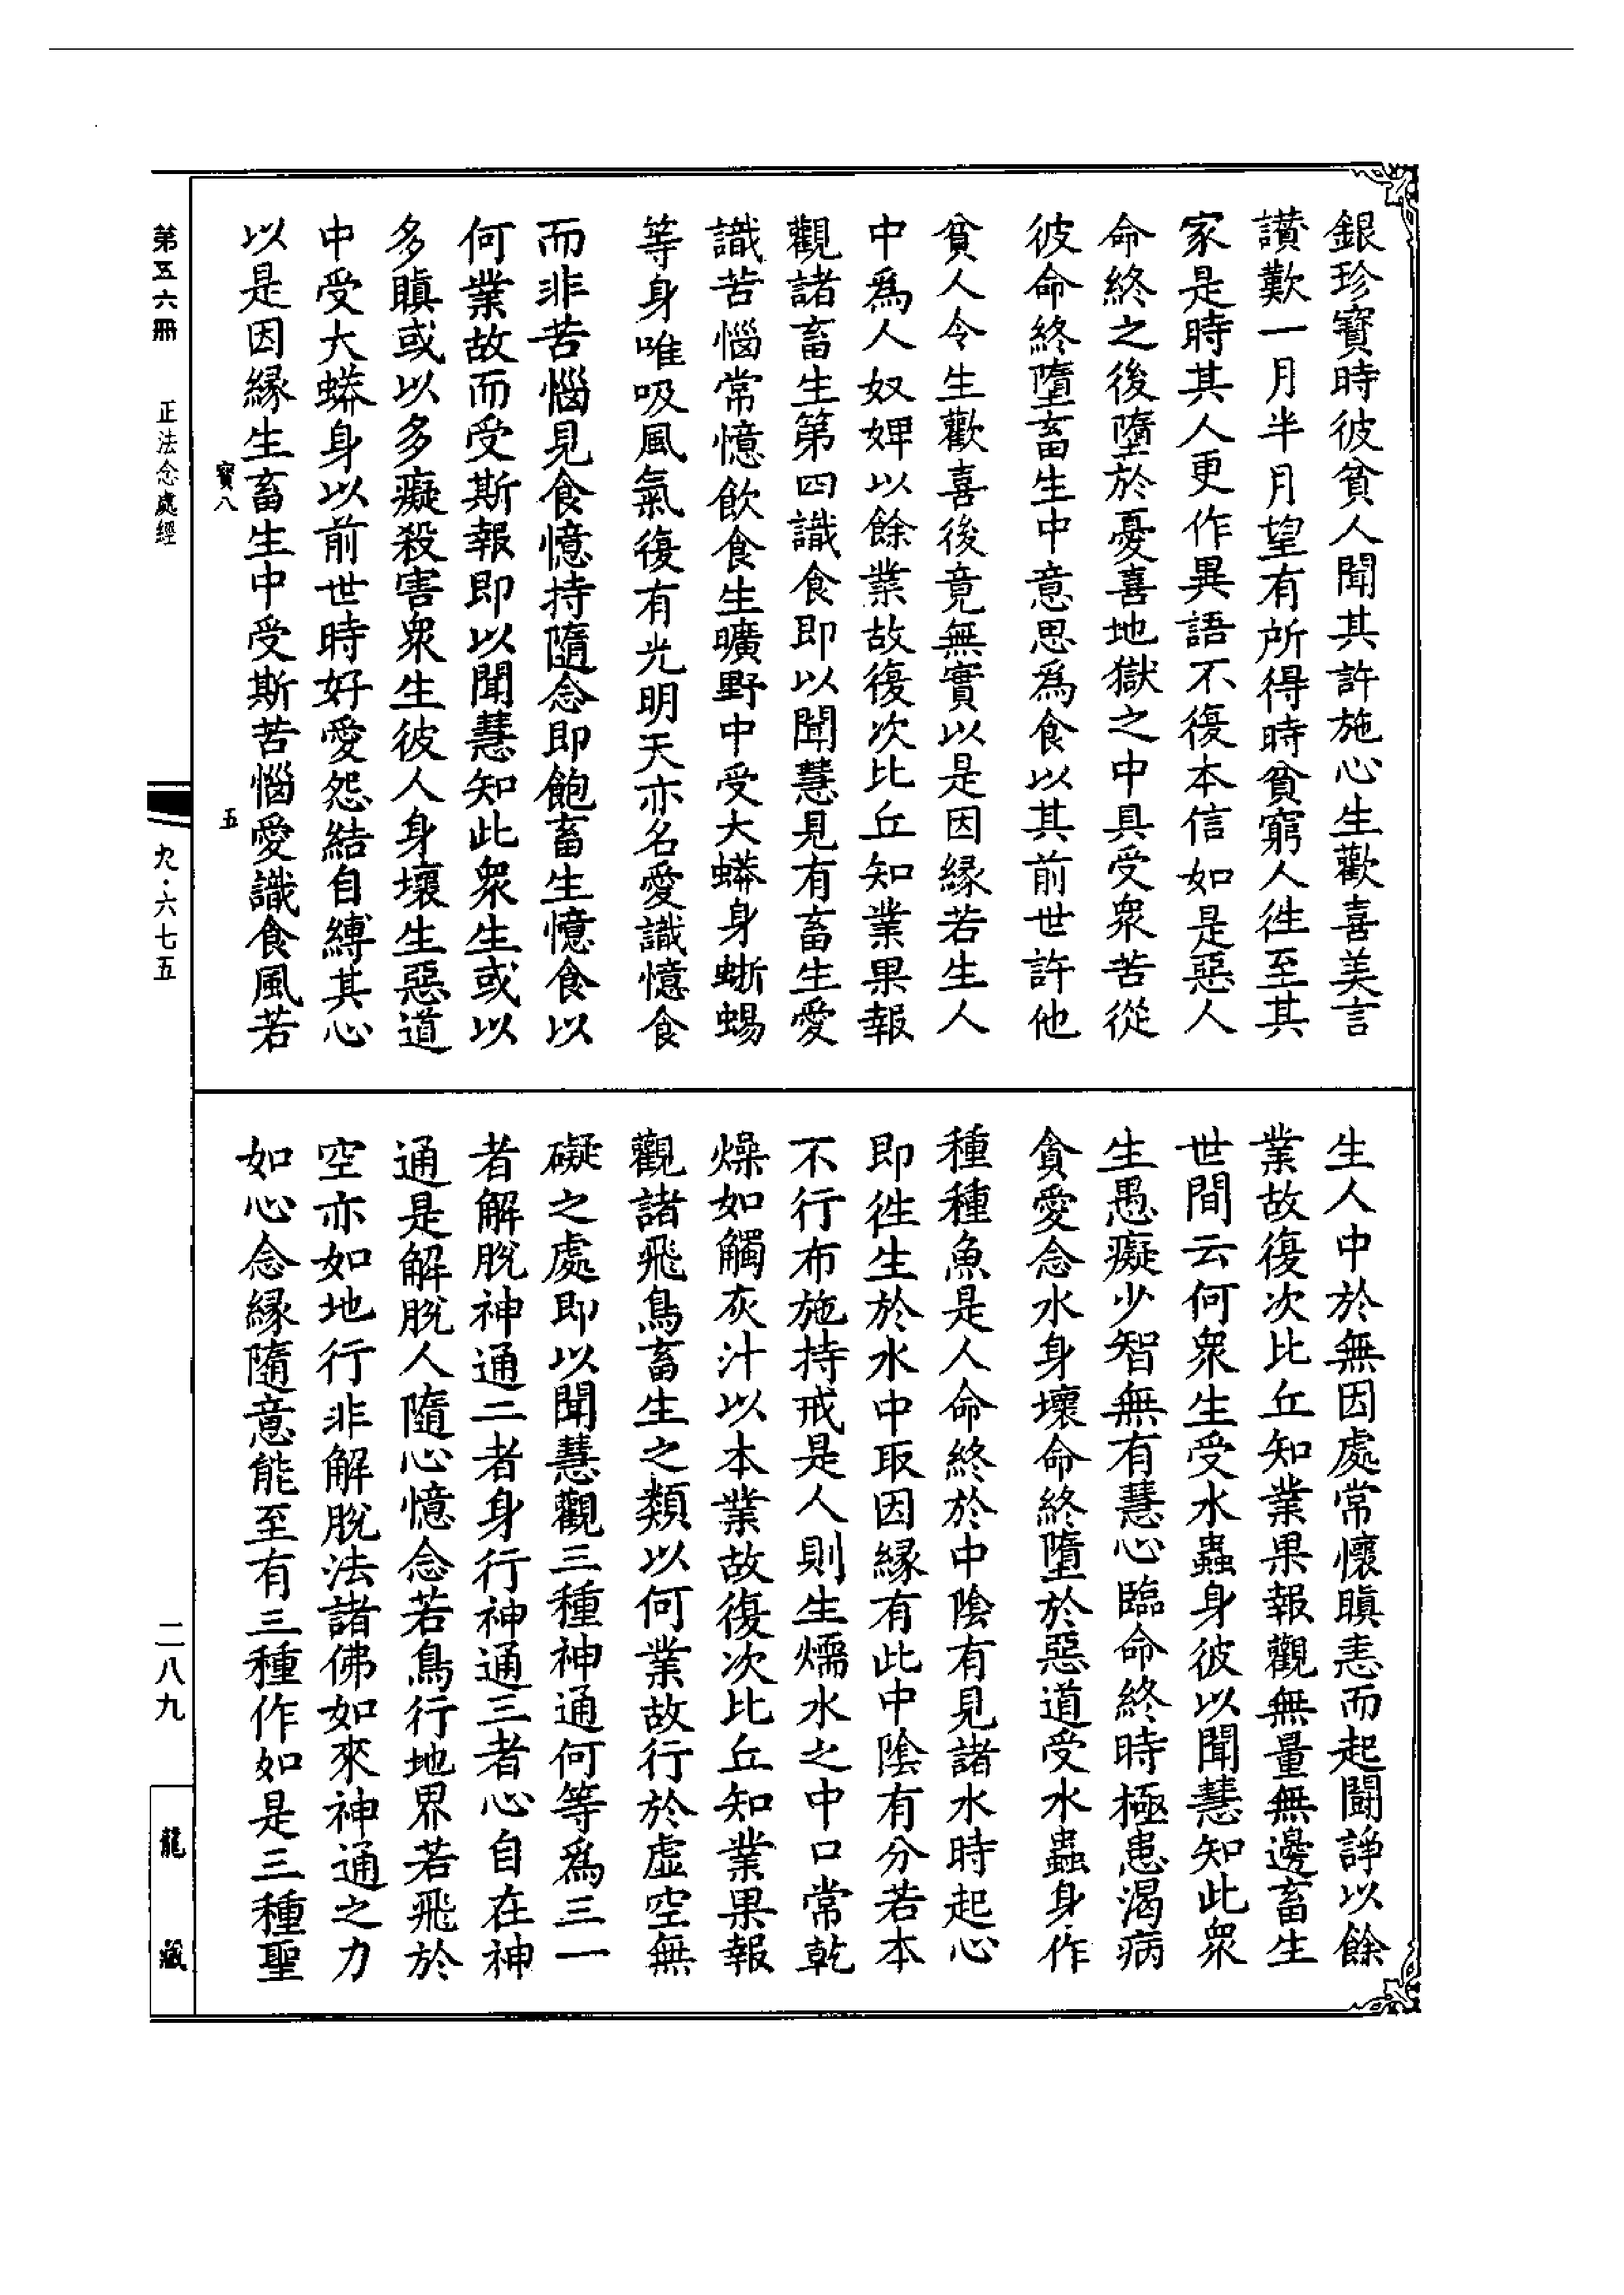 銀珍寶時彼貧人聞其許施心生歡喜美言
讃歎一月半月望有所得時貧窮人徃至其
家是時其人更作異語不復本信如是惡人
命終之後墮於憂喜地獄之中具受衆苦從
彼命終墮畜生中意思爲食以其前世許他
貧人令生歡喜後竟無實以是因緣若生人
中爲人奴婢以餘業故復次比丘知業果報
觀諸畜生第四識食即以聞慧見有畜生愛
識苦惱常憶飲食生曠野中受大蟒身蜥蜴
等身唯吸風氣復有光明天亦名愛識憶食
而非苦惱見食憶持隨念即飽畜生憶食以
何業故而受斯報即以聞慧知此衆生或以
多瞋或以多癡殺害衆生彼人身壞生惡道
中受大蟒身以前世時好愛怨結自縛其心
以是因緣生畜生中受斯苦惱愛識食風若
寶八
五
生人中於無因處常懷瞋恚而起鬪諍以餘
業故復次比丘知業果報觀無量無邊畜生
世間云何衆生受水蟲身彼以聞慧知此衆
生愚癡少智無有慧心臨命終時極患渴病
貪愛念水身壞命終墮於惡道受水蟲身作
種種魚是人命終於中陰有見諸水時起心
即徃生於水中取因緣有此中陰有分若本
不行布施持戒是人則生燸水之中口常乾
燥如觸灰汁以本業故復次比丘知業果報
觀諸飛鳥畜生之類以何業故行於虛空無
礙之處即以聞慧觀三種神通何等爲三一
者解脫神通二者身行神通三者心自在神
通是解脫人隨心憶念若鳥行地界若飛於
空亦如地行非解脫法諸佛如來神通之力
如心念緣隨意能至有三種作如是三種聖
第五六冊
正法念處經
九·六七五
二八九
龍藏